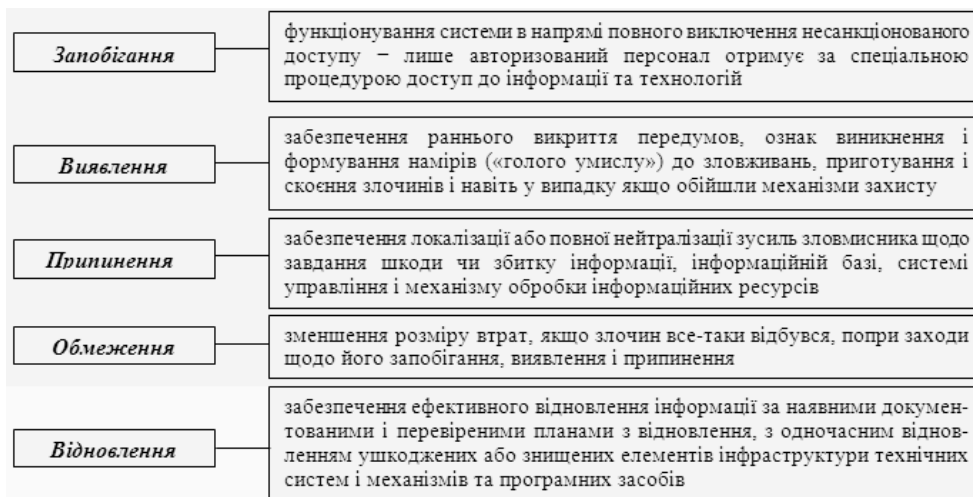 Запобігання
функціонування системи в напрямі повного виключення несанкціонованого
доступу − лише авторизований персонал отримує за спеціальною
процедурою доступ до інформації та технологій
Виявлення
забезпечення раннього викриття передумов, ознак виникнення і
формування намірів («голого умислу») до зловживань, приготування і
скоєння злочинів і навіть у випадку якщо обійшли механізми захисту
Припинення
забезпечення локалізації або повної нейтралізації зусиль зловмисника щодо
завдання шкоди чи збитку інформації, інформаційній базі, системі
управління і механізму обробки інформаційних ресурсів
Обмеження
зменшення розміру втрат, якщо злочин все-таки відбувся, попри заходи
щодо його запобігання, виявлення і припинення
Відновлення
забезпечення ефективного відновлення інформації за наявними докумен-
тованими і перевіреними планами з відновлення, з одночасним віднов-
ленням ушкоджених або знищених елементів інфраструктури технічних
систем і механізмів та програмних засобів